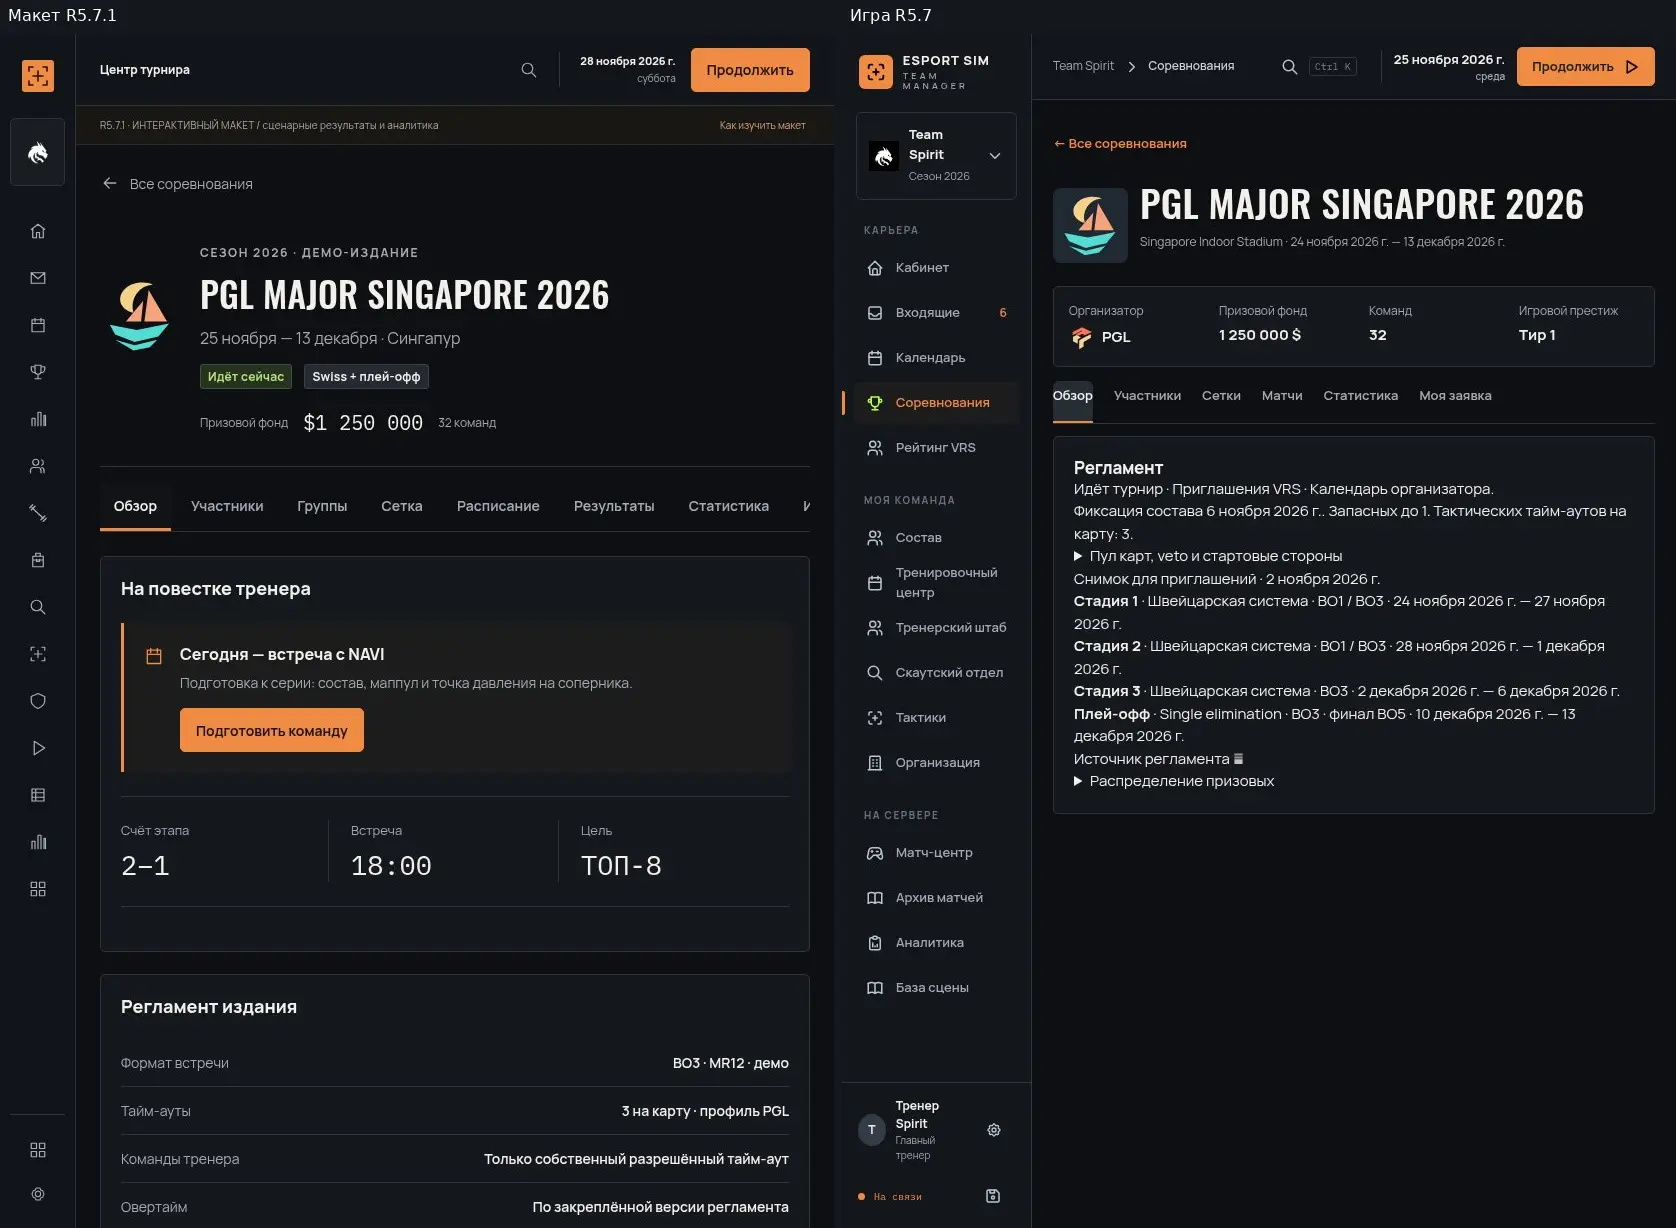 Макет R5.7.1
Центр турнира
28 ноября 2026 г.
суббота
Продолжить
R5.7.1 · ИНТЕРАКТИВНЫЙ МАКЕТ / сценарные результаты и аналитика
Как изучить макет
← Все соревнования
СЕЗОН 2026 · ДЕМО-ИЗДАНИЕ
PGL MAJOR SINGAPORE 2026
25 ноября — 13 декабря · Сингапур
Идёт сейчас
Swiss + плей-офф
Призовой фонд $1 250 000 32 команд
Обзор Участники Группы Сетка Расписание Результаты Статистика И
На повестке тренера
Сегодня — встреча с NAVI
Подготовка к серии: состав, маппул и точка давления на соперника.
Подготовить команду
Счёт этапа
2–1
Встреча
18:00
Цель
ТОП-8
Регламент издания
Формат встречи BO3 · MR12 · демо
Тайм-ауты 3 на карту · профиль PGL
Команды тренера Только собственный разрешённый тайм-аут
Овертайм По закреплённой версии регламента
Игра R5.7
ESPORT SIM
TEAM
MANAGER
Team
Spirit
Сезон 2026
КАРЬЕРА
Кабинет
Входящие 6
Календарь
Соревнования
Рейтинг VRS
МОЯ КОМАНДА
Состав
Тренировочный
центр
Тренерский штаб
Скаутский отдел
Тактики
Организация
НА СЕРВЕРЕ
Матч-центр
Архив матчей
Аналитика
База сцены
T
Тренер
Spirit
Главный
тренер
На связи
Team Spirit > Соревнования
Ctrl K
25 ноября 2026 г.
среда
Продолжить
← Все соревнования
PGL MAJOR SINGAPORE 2026
Singapore Indoor Stadium · 24 ноября 2026 г. — 13 декабря 2026 г.
Организатор
PGL
Призовой фонд
1 250 000 $
Команд
32
Игровой престиж
Тир 1
Обзор Участники Сетки Матчи Статистика Моя заявка
Регламент
Идёт турнир · Приглашения VRS · Календарь организатора.
Фиксация состава 6 ноября 2026 г.. Запасных до 1. Тактических тайм-аутов на
карту: 3.
▶ Пул карт, veto и стартовые стороны
Снимок для приглашений · 2 ноября 2026 г.
Стадия 1 · Швейцарская система · BO1 / BO3 · 24 ноября 2026 г. — 27 ноября
2026 г.
Стадия 2 · Швейцарская система · BO1 / BO3 · 28 ноября 2026 г. — 1 декабря
2026 г.
Стадия 3 · Швейцарская система · BO3 · 2 декабря 2026 г. — 6 декабря 2026 г.
Плей-офф · Single elimination · BO3 · финал BO5 · 10 декабря 2026 г. — 13
декабря 2026 г.
Источник регламента
▶ Распределение призовых